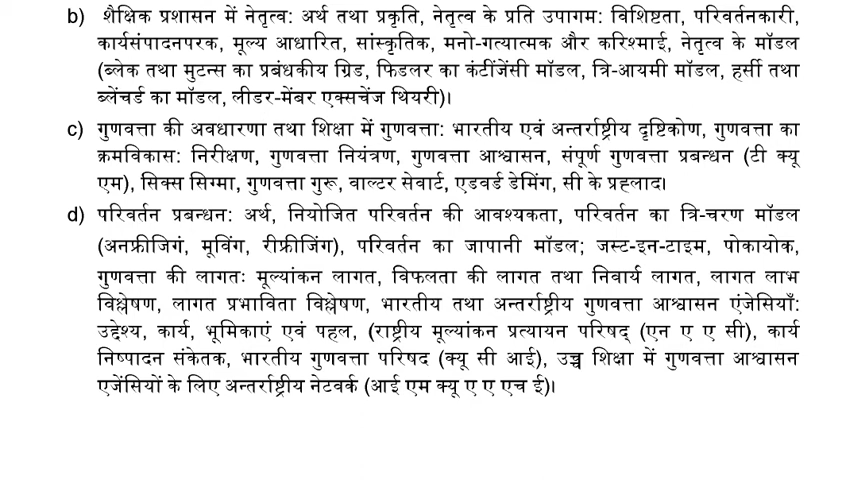 b) शैक्षिक प्रशासन में नेतृत्व: अर्थ तथा प्रकृति, नेतृत्व के प्रति उपागम: विशिष्टता, परिवर्तनकारी,
कार्यसंपादनपरक, मूल्य आधारित, सांस्कृतिक, मनो-गत्यात्मक और करिश्माई, नेतृत्व के मॉडल
(ब्लेक तथा मुटन्स का प्रबंधकीय ग्रिड, फिडलर का कंटींजेंसी मॉडल, त्रि-आयमी मॉडल, हर्सी तथा
ब्लेंचर्ड का मॉडल, लीडर-मेंबर एक्सचेंज थियरी)।
c) गुणवत्ता की अवधारणा तथा शिक्षा में गुणवत्ता: भारतीय एवं अन्तर्राष्ट्रीय दृष्टिकोण, गुणवत्ता का
क्रमविकास: निरीक्षण, गुणवत्ता नियंत्रण, गुणवत्ता आश्वासन, संपूर्ण गुणवत्ता प्रबन्धन (टी क्यू
एम), सिक्स सिग्मा, गुणवत्ता गुरू, वाल्टर सेवार्ट, एडवर्ड डेमिंग, सी के प्रह्लाद।
d) परिवर्तन प्रबन्धन: अर्थ, नियोजित परिवर्तन की आवश्यकता, परिवर्तन का त्रि-चरण मॉडल
(अनफ्रीजिगं, मूविंग, रीफ्रीजिंग), परिवर्तन का जापानी मॉडल; जस्ट-इन-टाइम, पोकायोक,
गुणवत्ता की लागतः मूल्यांकन लागत, विफलता की लागत तथा निवार्य लागत, लागत लाभ
विश्लेषण, लागत प्रभाविता विश्लेषण, भारतीय तथा अन्तर्राष्ट्रीय गुणवत्ता आश्वासन एंजेसियाँ:
उद्देश्य, कार्य, भूमिकाएं एवं पहल, (राष्ट्रीय मूल्यांकन प्रत्यायन परिषद् (एन ए ए सी), कार्य
निष्पादन संकेतक, भारतीय गुणवत्ता परिषद (क्यू सी आई), उच्च शिक्षा में गुणवत्ता आश्वासन
एजेंसियों के लिए अन्तर्राष्ट्रीय नेटवर्क (आई एम क्यू ए ए एच ई)।